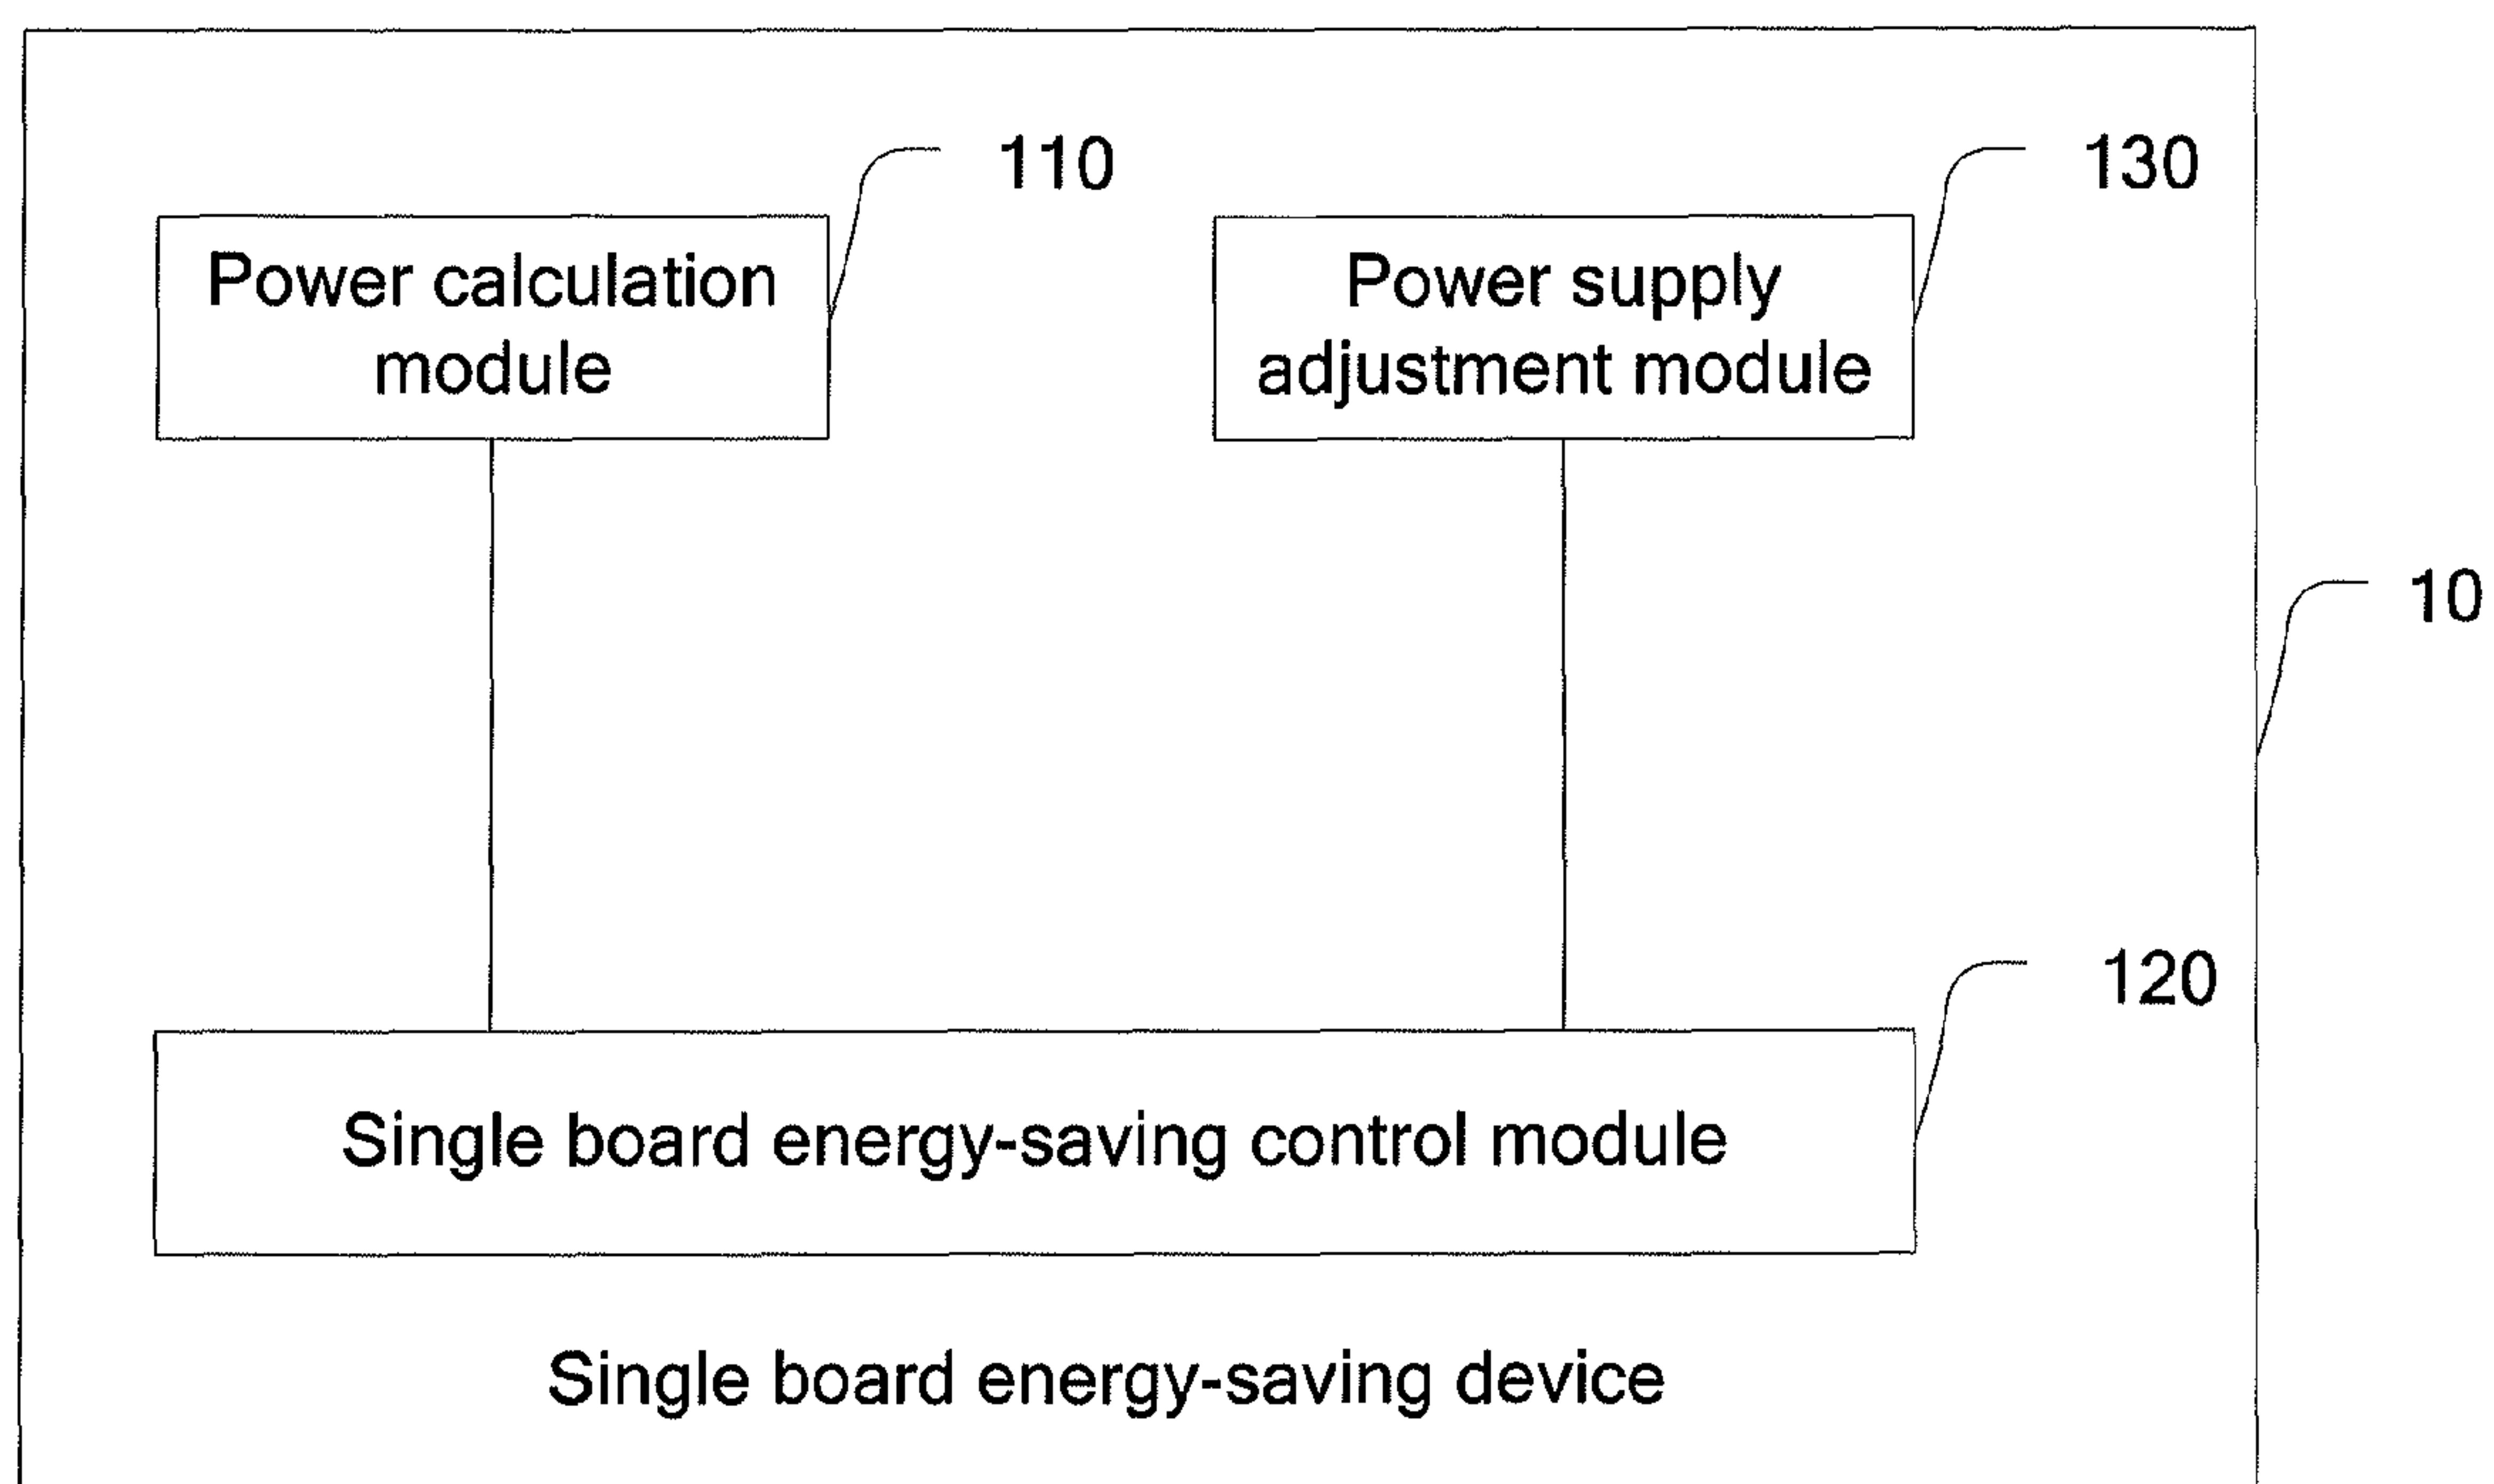 110
130
Power calculation
module
Power supply
adjustment module
10
120
Single board energy-saving control module
Single board energy-saving device